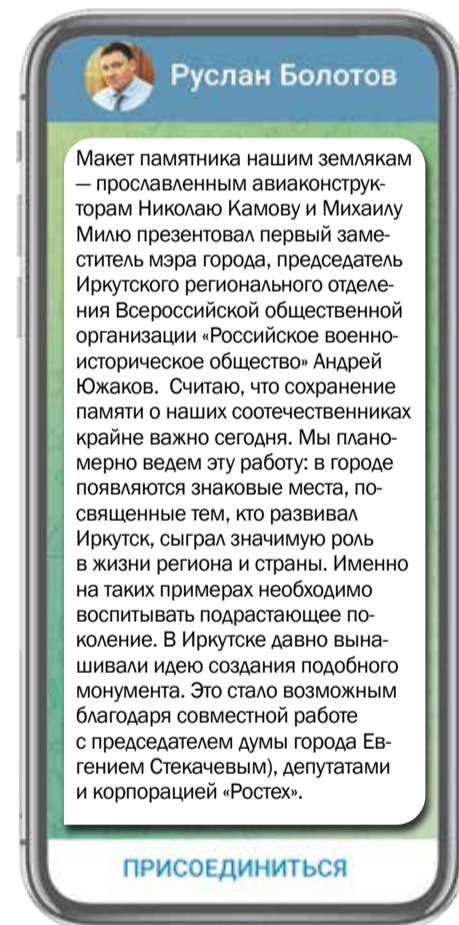 Руслан Болотов
Макет памятника нашим землякам
— прославленным авиаконструк-
торам Николаю Камову и Михаилу
Милю презентовал первый заме-
ститель мэра города, председатель
Иркутского регионального отделе-
ния Всероссийской общественной
организации «Российское военно-
историческое общество» Андрей
Южаков. Считаю, что сохранение
памяти о наших соотечественниках
крайне важно сегодня. Мы плано-
мерно ведем эту работу: в городе
появляются знаковые места, по-
священные тем, кто развивал
Иркутск, сыграл значимую роль
в жизни региона и страны. Именно
на таких примерах необходимо
воспитывать подрастающее по-
коление. В Иркутске давно вына-
шивали идею создания подобного
монумента. Это стало возможным
благодаря совместной работе
с председателем думы города Ев-
гением Стекачевым), депутатами
и корпорацией «Ростех».
ПРИСОЕДИНИТЬСЯ